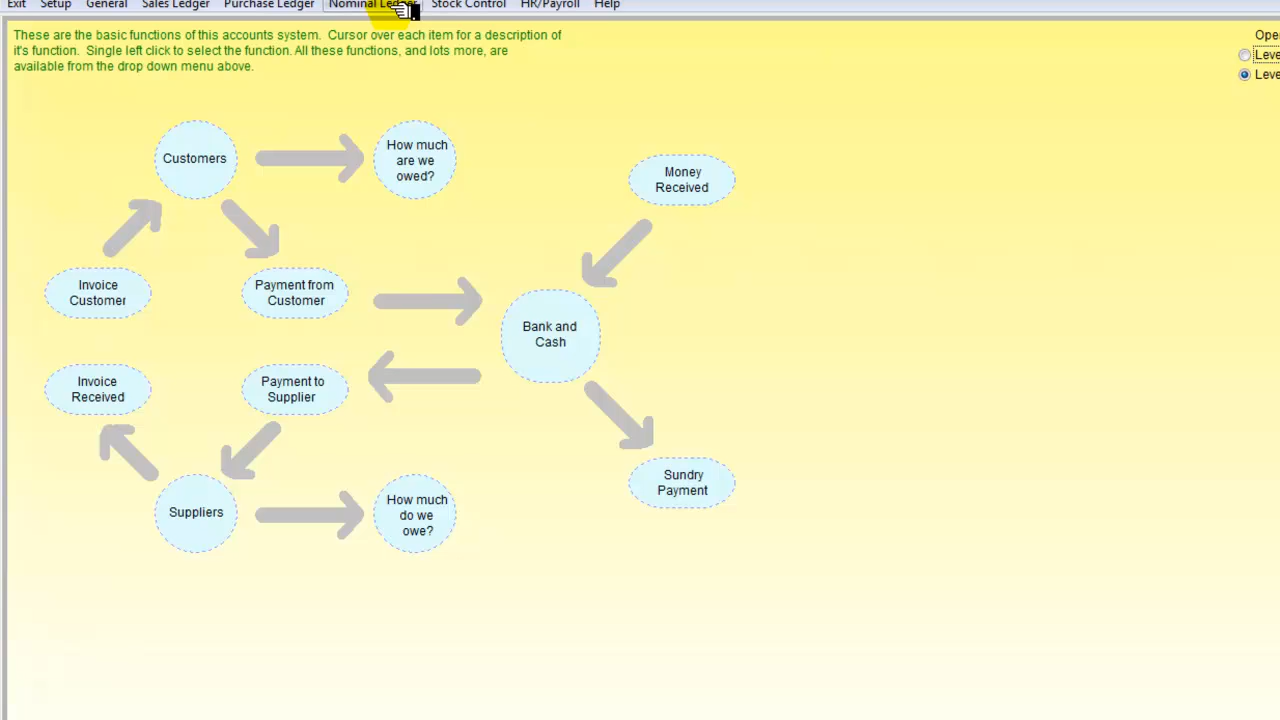 Exit Setup General Sales Ledger Purchase Ledger Nominal Stock Control HR/Payroll Help
These are the basic functions of this accounts system. Cursor over each item for a description of
it's function. Single left click to select the function. All these functions, and lots more, are
available from the drop down menu above.
Customers
How much
are we
owed?
Money
Received
Invoice
Customer
Payment from
Customer
Bank and
Cash
Invoice
Received
Payment to
Supplier
Sundry
Payment
Suppliers
How much
do we
owe?